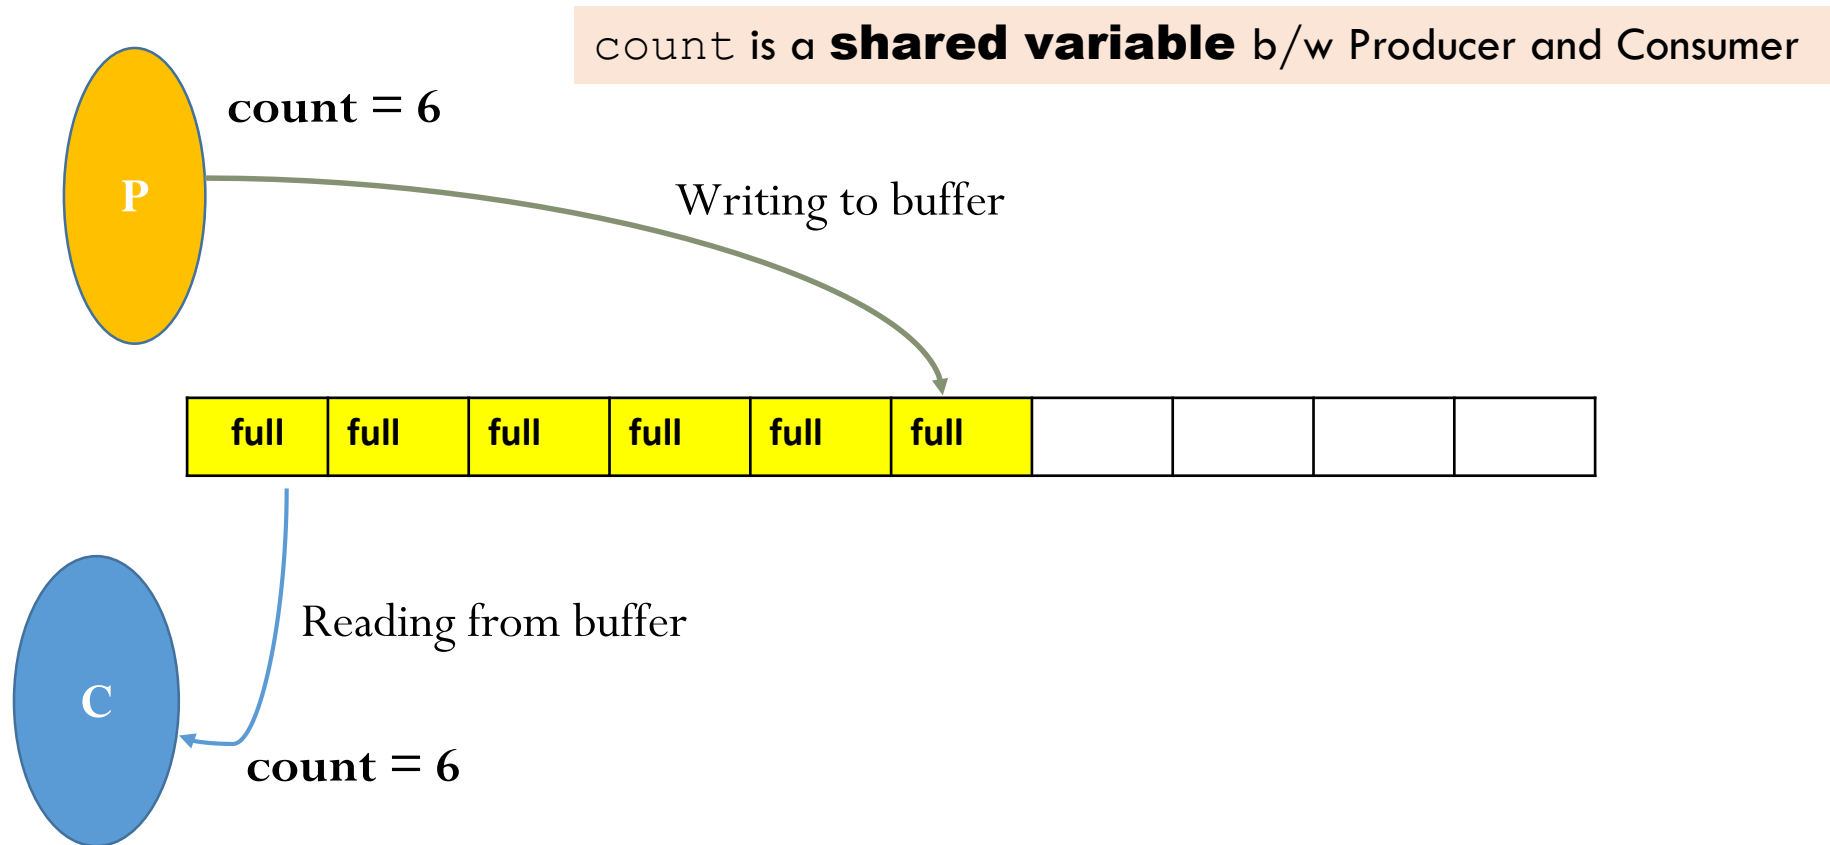 count is a shared variable b/w Producer and Consumer
count = 6
P
Writing to buffer
full full full full full full
Reading from buffer
C
count = 6